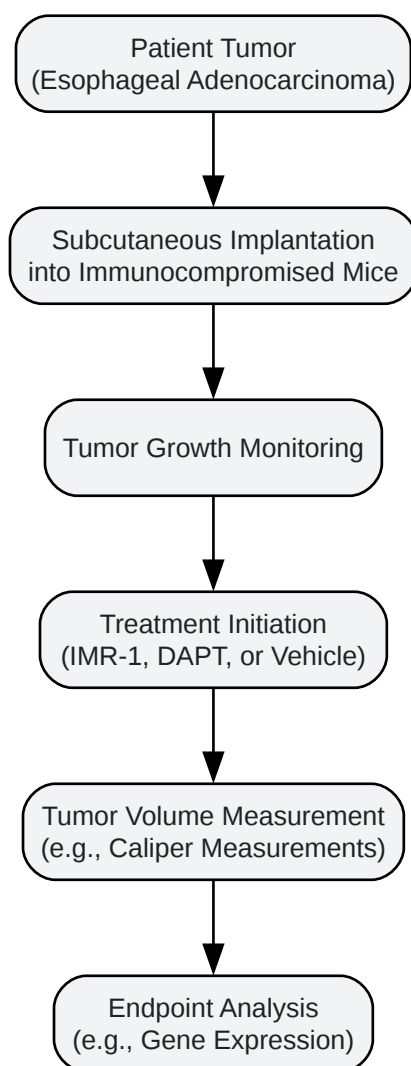 Patient Tumor
(Esophageal Adenocarcinoma)
Subcutaneous Implantation
into Immunocompromised Mice
Tumor Growth Monitoring
Treatment Initiation
(IMR-1, DAPT, or Vehicle)
Tumor Volume Measurement
(e.g., Caliper Measurements)
Endpoint Analysis
(e.g., Gene Expression)